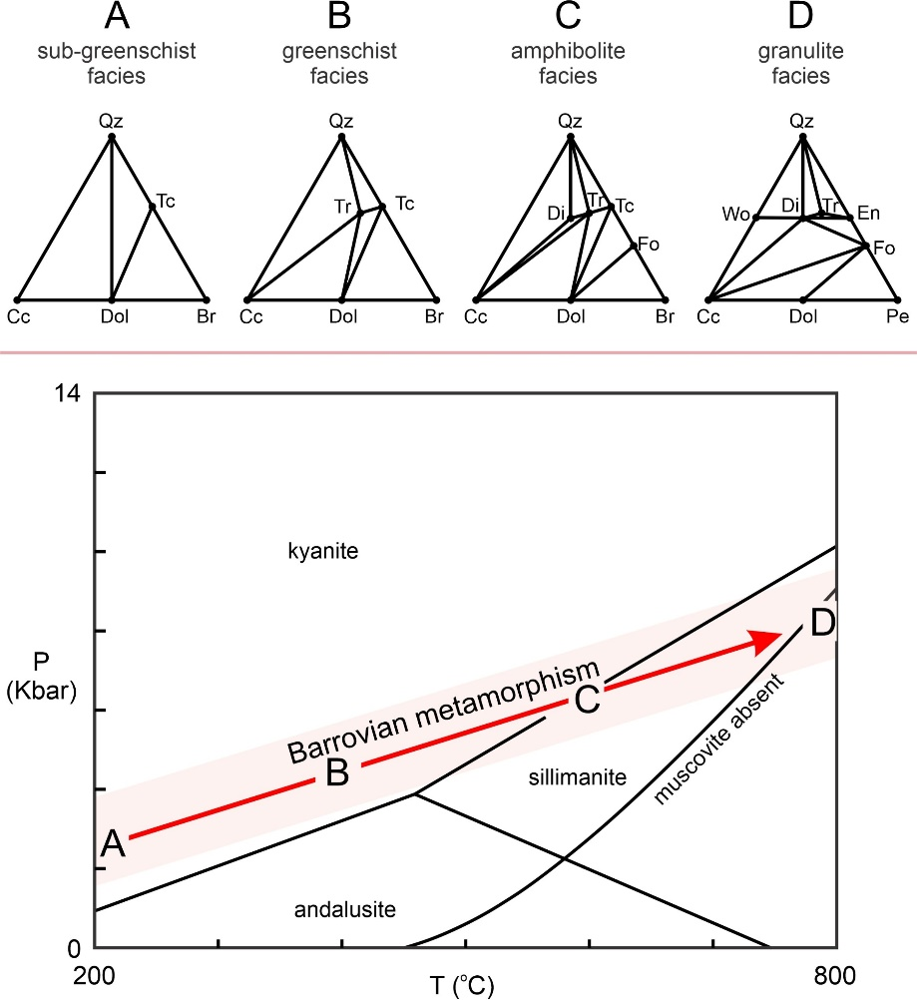 A
sub-greenschist
facies
B
greenschist
facies
C
amphibolite
facies
D
granulite
facies
Qz
Tc
Cc
Dol
Br
Qz
Tr
Tc
Cc
Dol
Br
Qz
Di
Tr
Tc
Fo
Cc
Dol
Br
Qz
Wo
Di
Tr
En
Fo
Cc
Dol
Pe
14
kyanite
P
(Kbar)
Barrovian metamorphism
A
B
C
D
sillimanite
muscovite absent
andalusite
0
200
T (°C)
800